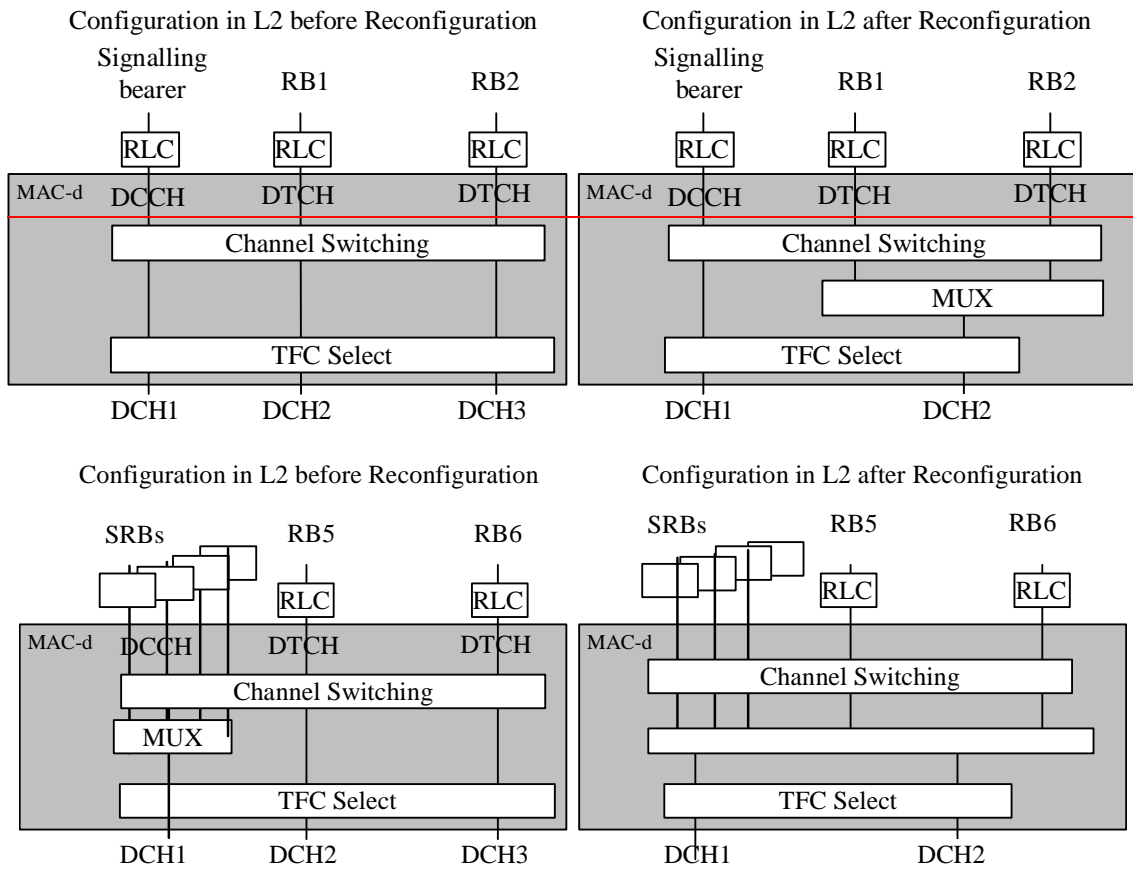 Configuration in L2 before Reconfiguration
Configuration in L2 after Reconfiguration
Signalling bearer
RB1
RB2
Signalling bearer
RB1
RB2
RLC
RLC
RLC
RLC
RLC
RLC
MAC-d
DCCH
DTCH
DTCH
MAC-d
DCCH
DTCH
DTCH
Channel Switching
Channel Switching
MUX
TFC Select
TFC Select
DCH1
DCH2
DCH3
DCH1
DCH2
Configuration in L2 before Reconfiguration
Configuration in L2 after Reconfiguration
SRBs
RB5
RB6
SRBs
RB5
RB6
RLC
RLC
RLC
RLC
MAC-d
DCCH
DTCH
DTCH
MAC-d
Channel Switching
Channel Switching
MUX
TFC Select
TFC Select
DCH1
DCH2
DCH3
DCH1
DCH2